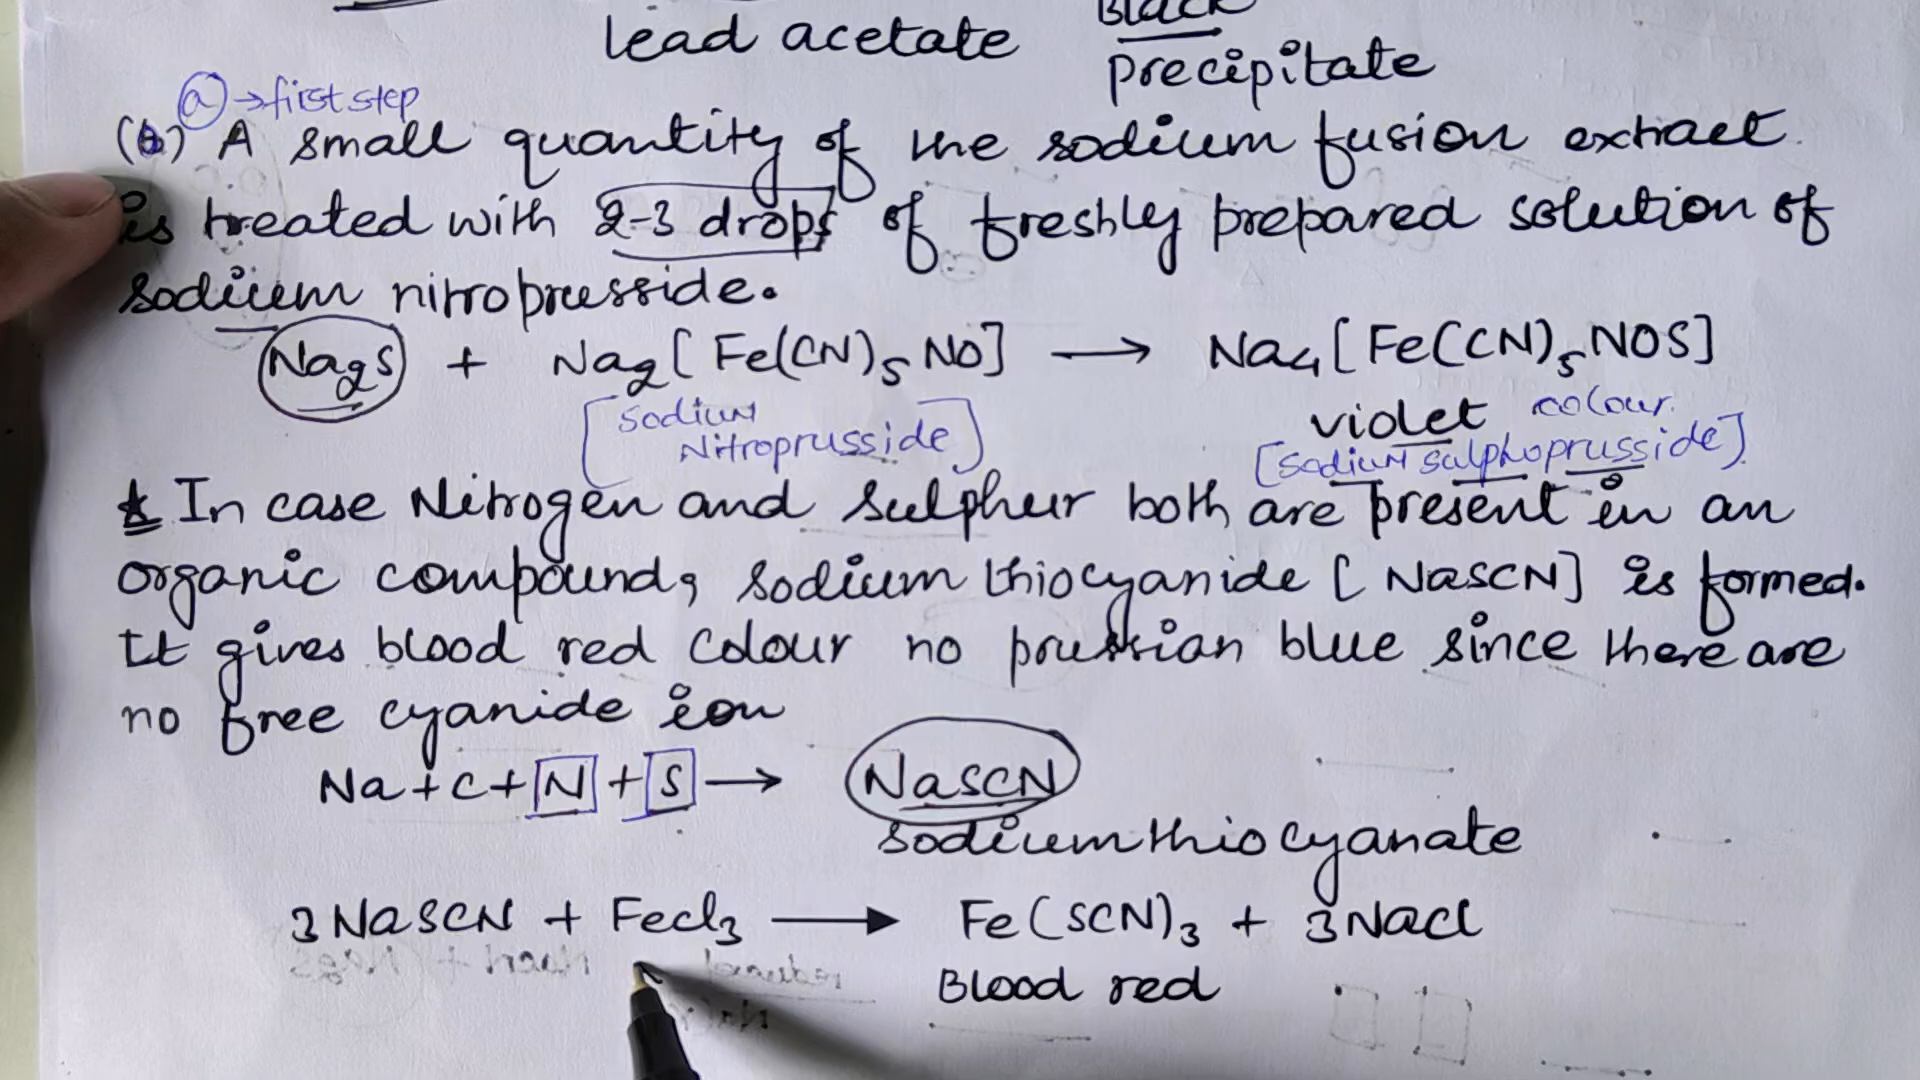 lead acetate Black
precipitate
(a) → first step
(b) A small quantity of the sodium fusion extract
is treated with 2-3 drops of freshly prepared solution of
sodium nitroprusside.
Na2S + Na2[Fe(CN)5NO] → Na4[Fe(CN)5NOS]
[sodium Nitroprusside] violet colour
[sodium sulphoprusside]
* In case Nitrogen and Sulphur both are present in an
organic compound, sodium thiocyanide [NaSCN] is formed.
It gives blood red colour no prussian blue since there are
no free cyanide ion
Na + C + N + S → NaSCN
sodium thiocyanate
3NaSCN + FeCl3 → Fe(SCN)3 + 3NaCl
Blood red